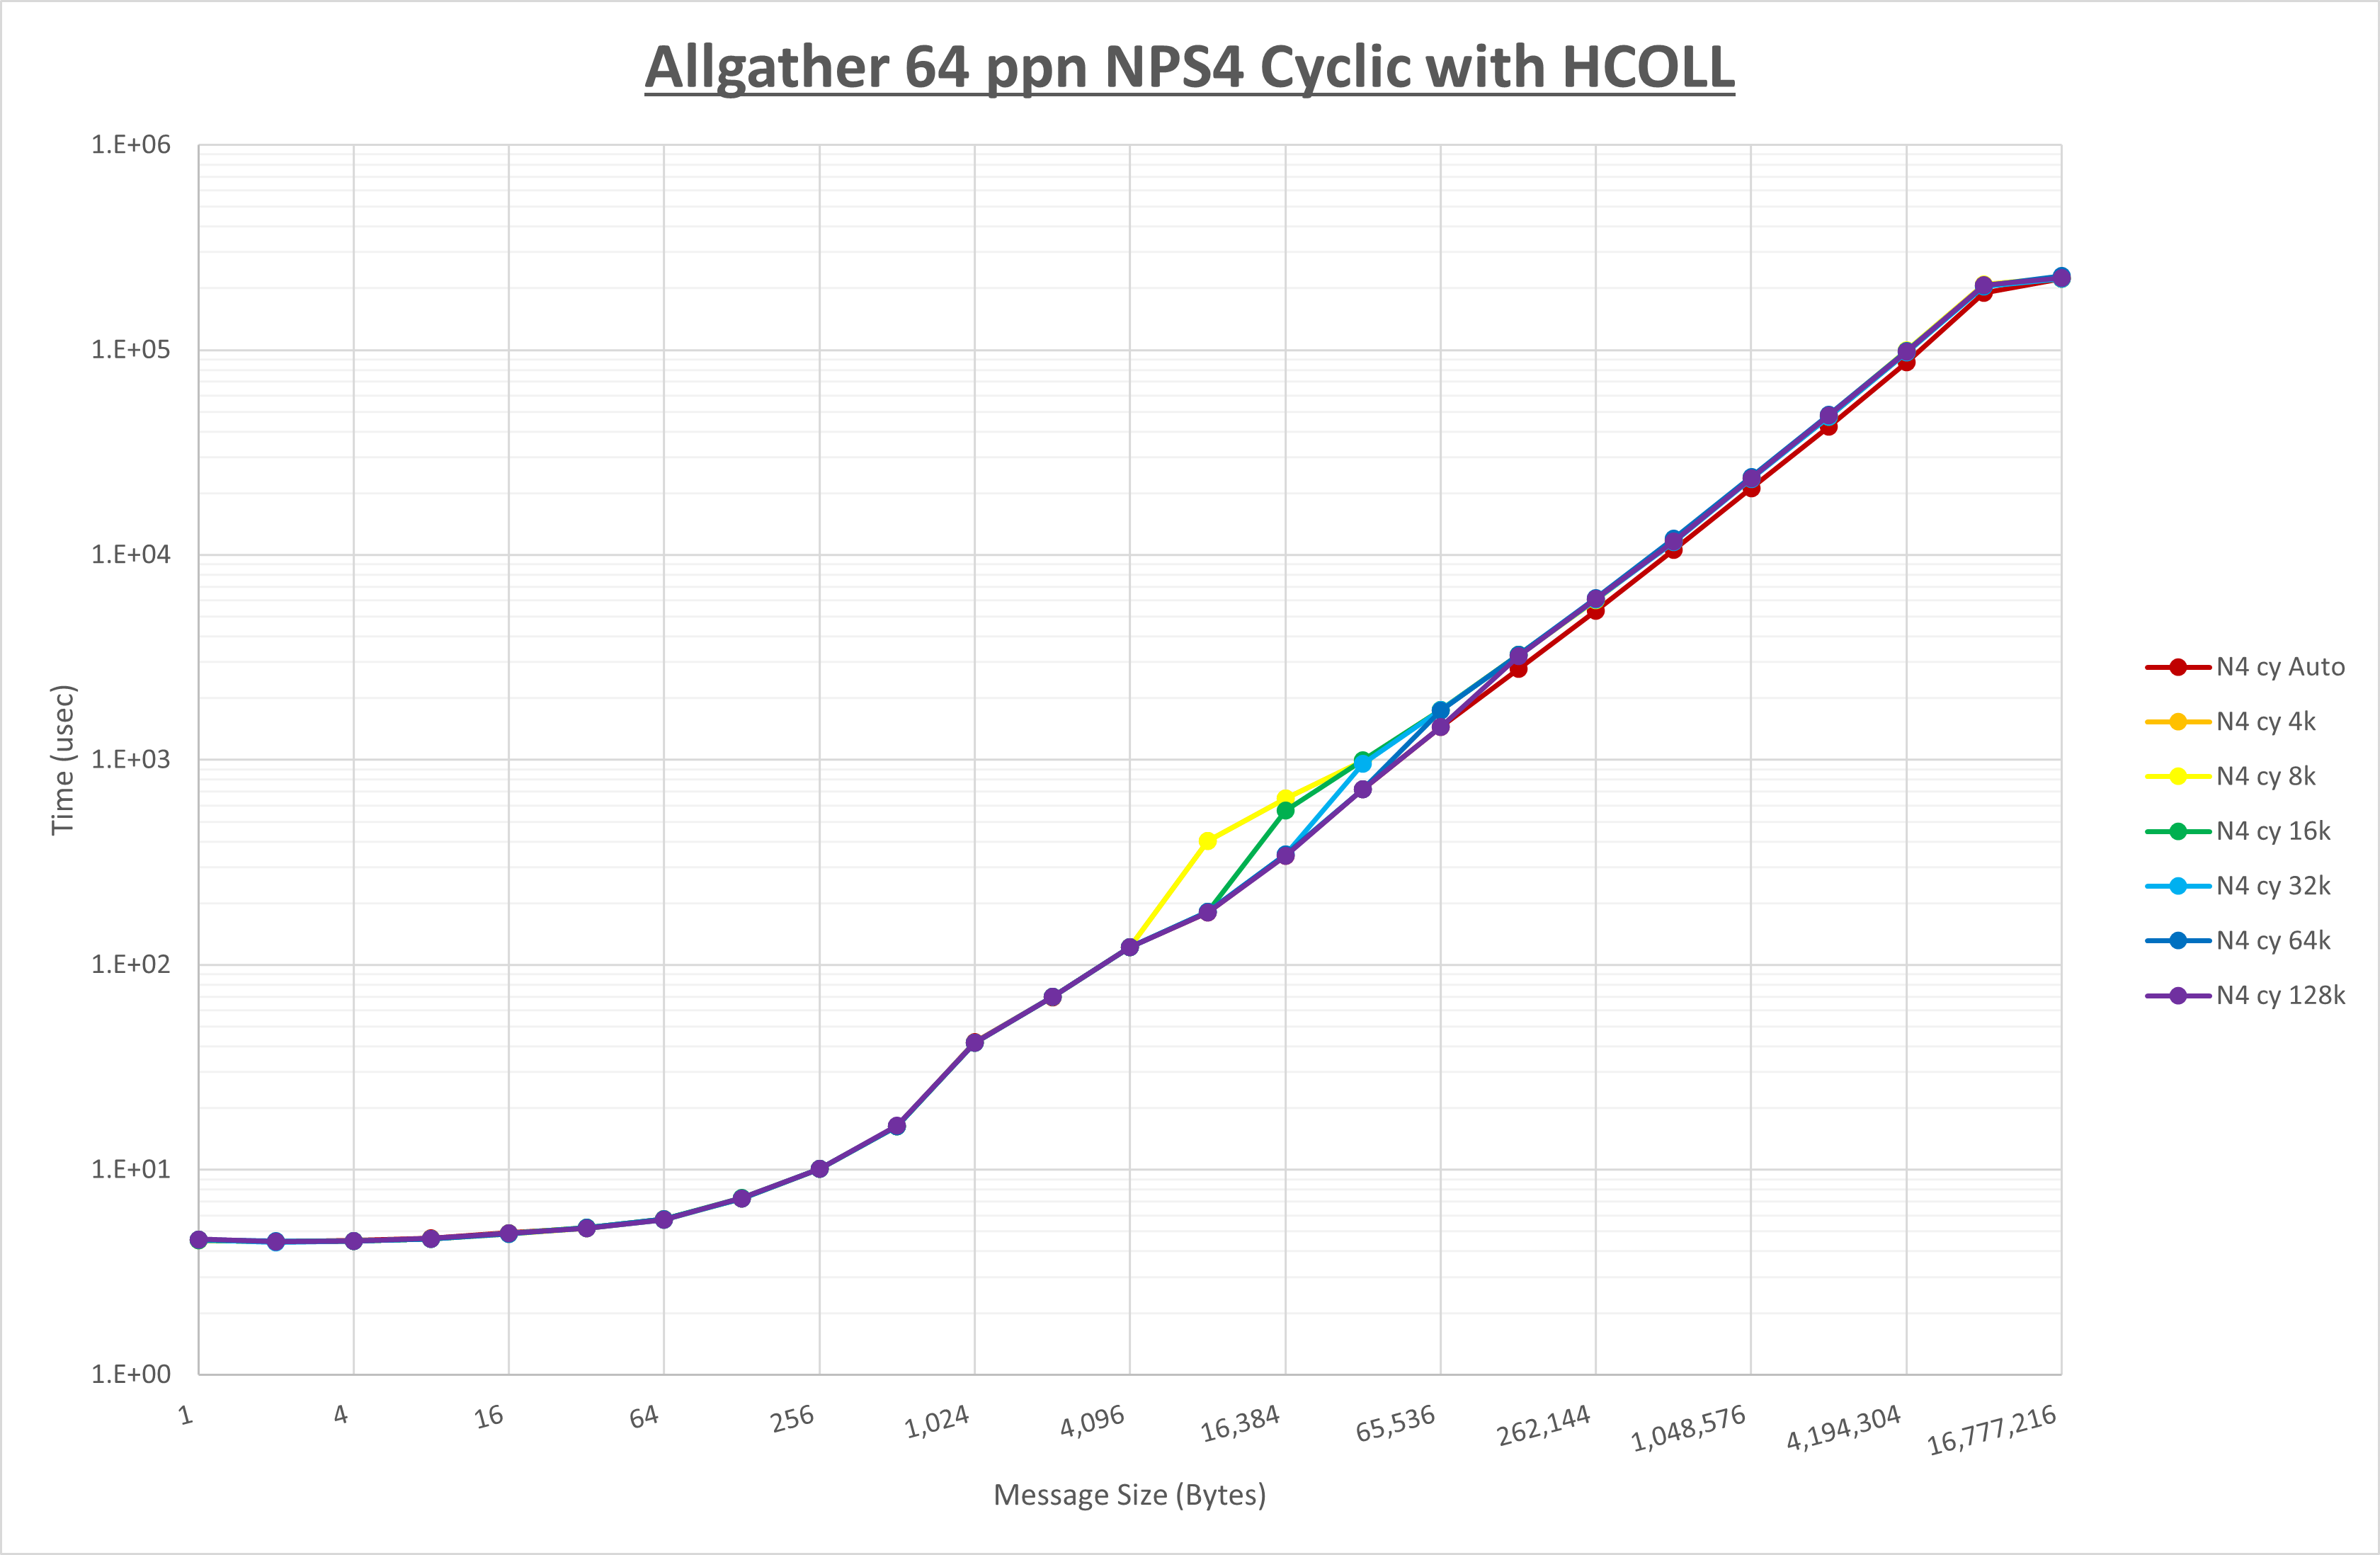 Allgather 64 ppn NPS4 Cyclic with HCOLL
1.E+06
1.E+05
1.E+04
1.E+03
1.E+02
1.E+01
1.E+00
Time (usec)
1 4 16 64 256 1,024 4,096 16,384 65,536 262,144 1,048,576 4,194,304 16,777,216
Message Size (Bytes)
N4 cy Auto
N4 cy 4k
N4 cy 8k
N4 cy 16k
N4 cy 32k
N4 cy 64k
N4 cy 128k